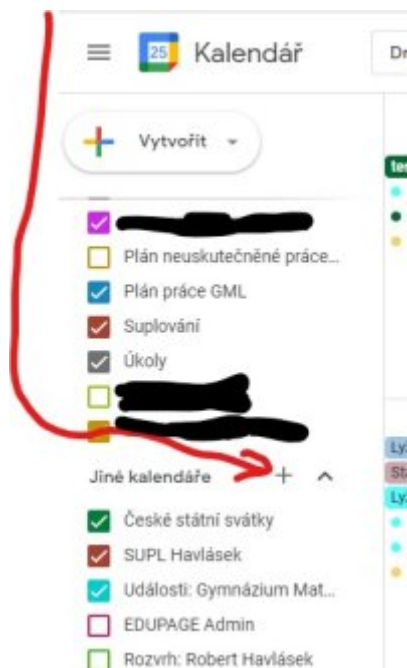 25 Kalendář
Vytvořit
Plán neuskutečněné práce...
Plán práce GML
Suplování
Úkoly
Jiné kalendáře
České státní svátky
SUPL Havlásek
Události: Gymnázium Mat...
EDUPAGE Admin
Rozvrh: Robert Havlásek